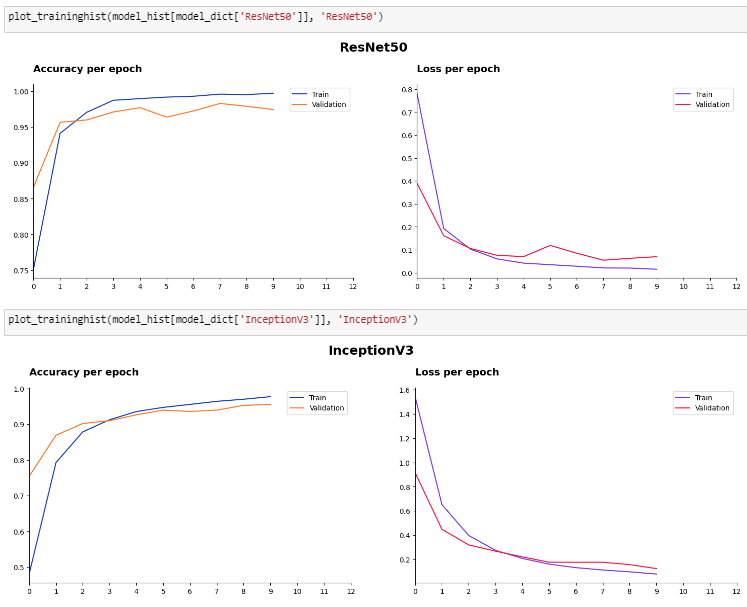 plot_traininghist(model_hist[model_dict['ResNet50']], 'ResNet50')
ResNet50
Accuracy per epoch
1.00
0.95
0.90
0.85
0.80
0.75
0 1 2 3 4 5 6 7 8 9 10 11 12
Train
Validation
Loss per epoch
0.8
0.7
0.6
0.5
0.4
0.3
0.2
0.1
0.0
0 1 2 3 4 5 6 7 8 9 10 11 12
Train
Validation
plot_traininghist(model_hist[model_dict['InceptionV3']], 'InceptionV3')
InceptionV3
Accuracy per epoch
1.0
0.9
0.8
0.7
0.6
0.5
0 1 2 3 4 5 6 7 8 9 10 11 12
Train
Validation
Loss per epoch
1.6
1.4
1.2
1.0
0.8
0.6
0.4
0.2
0 1 2 3 4 5 6 7 8 9 10 11 12
Train
Validation